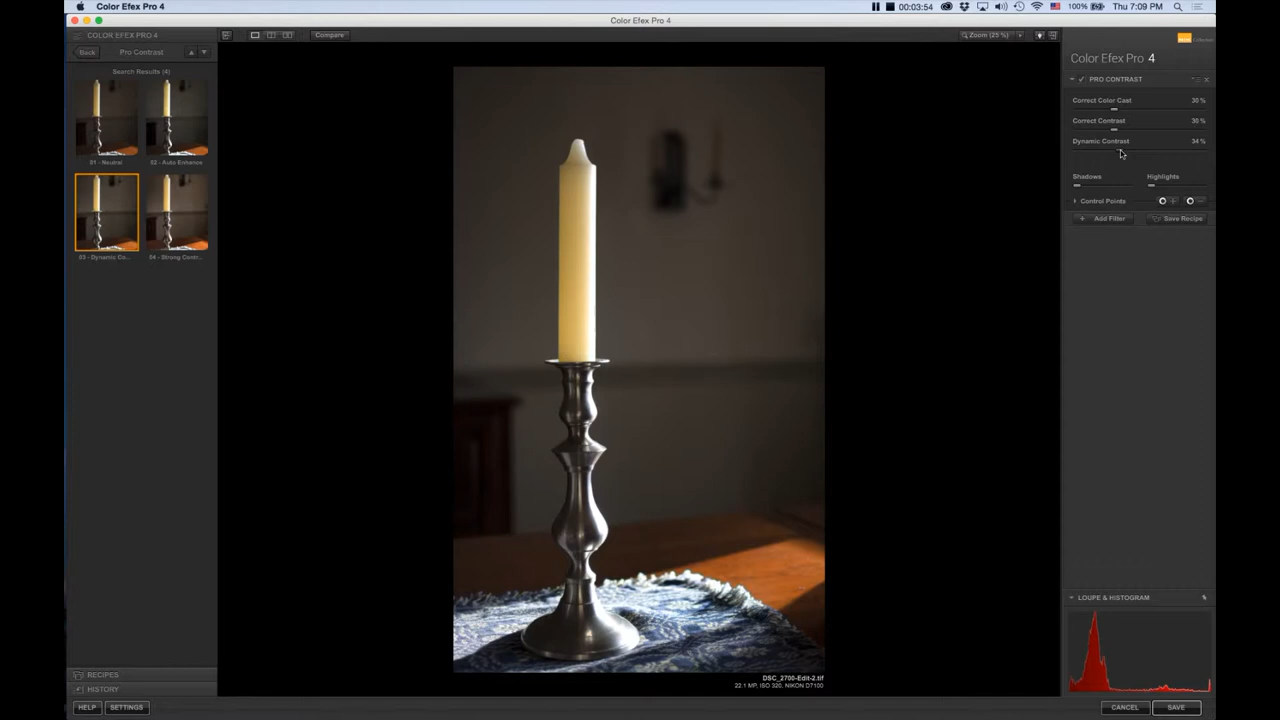 Color Efex Pro 4
00:03:54
100%
Thu 7:09 PM
Color Efex Pro 4
COLOR EFEX PRO 4
Compare
Zoom (25 %)
Back
Pro Contrast
Search Results (4)
01 - Neutral
02 - Auto Enhance
03 - Dynamic Co...
04 - Strong Contr...
Color Efex Pro 4
PRO CONTRAST
Correct Color Cast 30 %
Correct Contrast 30 %
Dynamic Contrast 34 %
Shadows Highlights
Control Points
+ Add Filter
Save Recipe
LOUPE & HISTOGRAM
RECIPES
HISTORY
DSC_2700-Edit-2.tif
22.1 MP, ISO 320, NIKON D7100
HELP
SETTINGS
CANCEL
SAVE